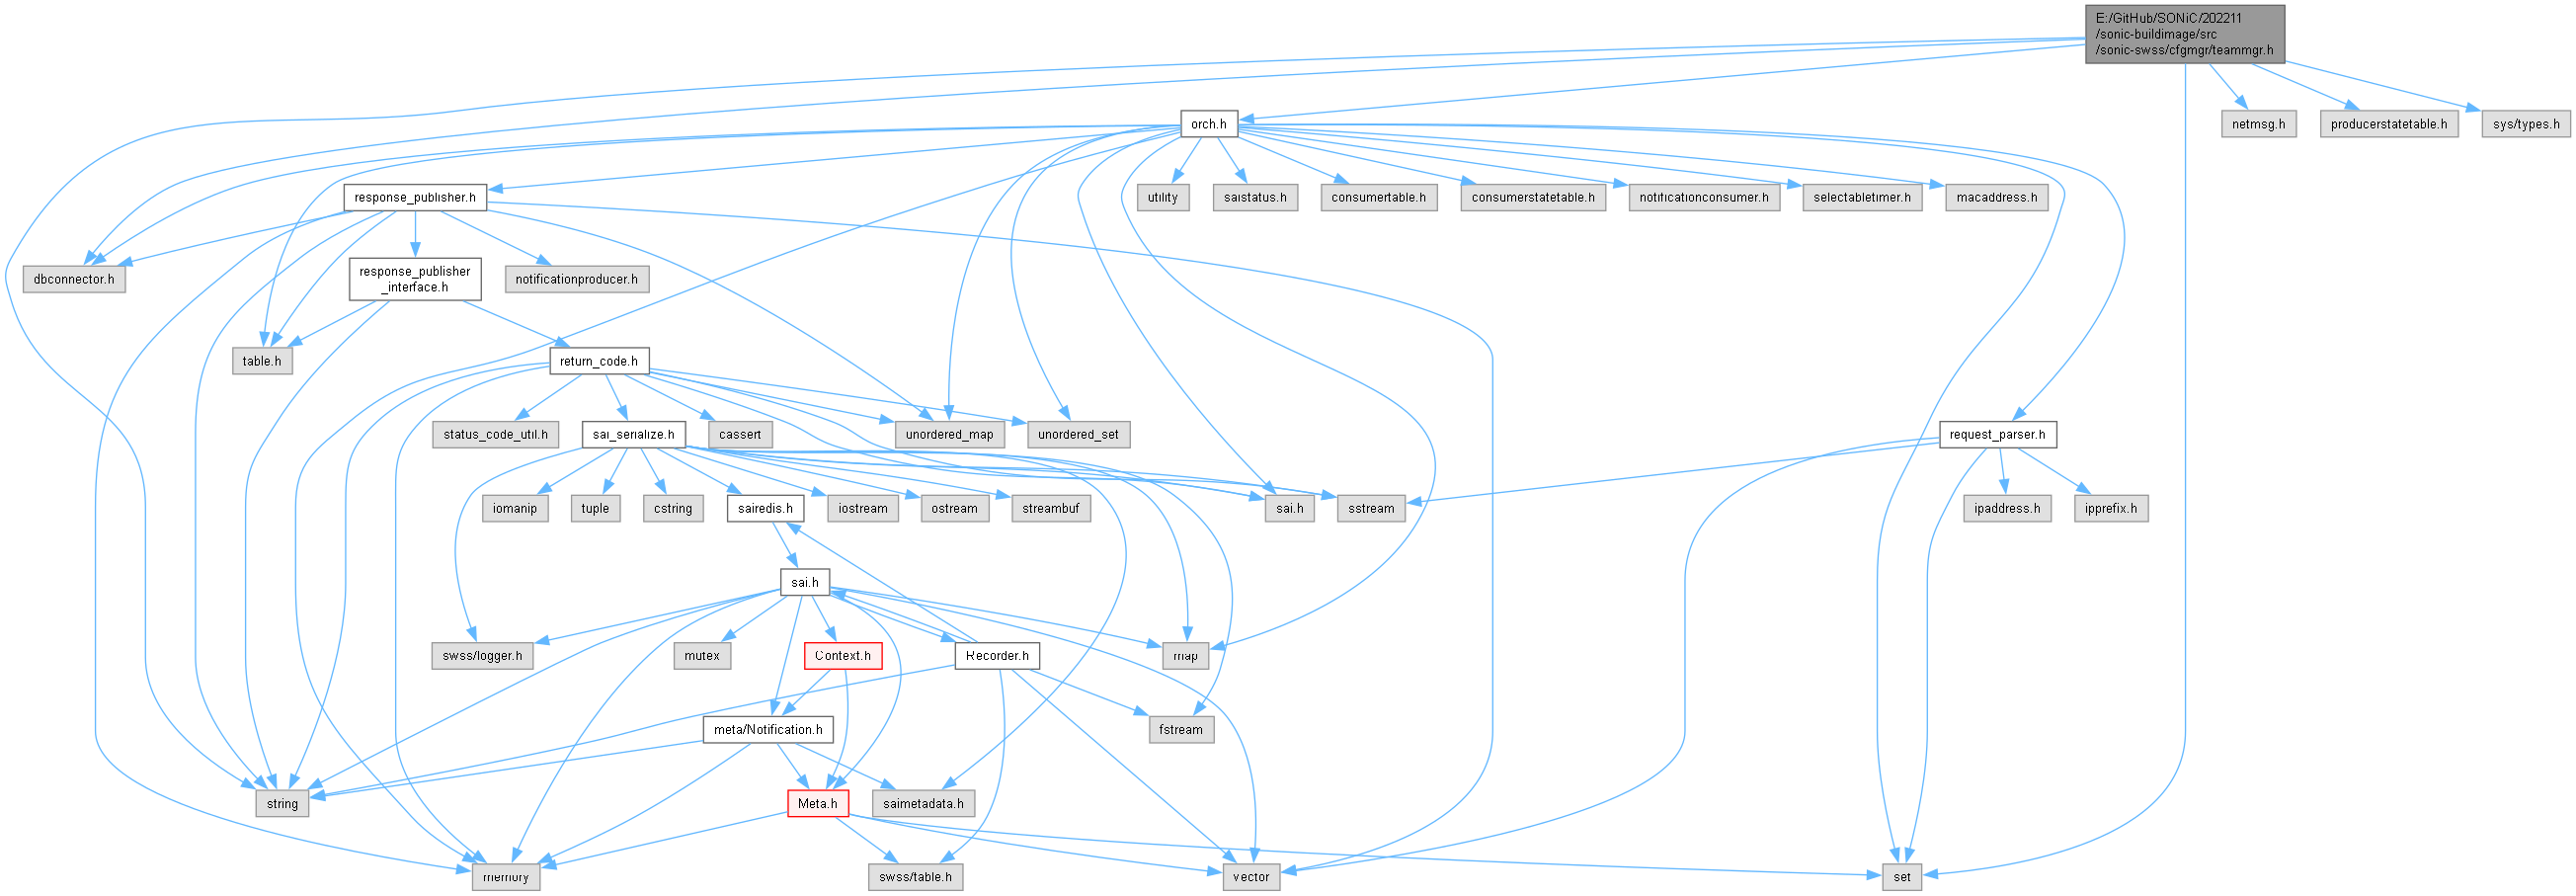 E:/GitHub/SONiC/202211
/sonic-buildimage/src
/sonic-swss/cfgmgr/teammgr.h
orch.h
netmsg.h
producerstatetable.h
sys/types.h
response_publisher.h
utility
saistatus.h
consumertable.h
consumerstatetable.h
notificationconsumer.h
selectabletimer.h
macaddress.h
dbconnector.h
response_publisher
_interface.h
notificationproducer.h
table.h
return_code.h
status_code_util.h
sai_serialize.h
cassert
unordered_map
unordered_set
request_parser.h
iomanip
tuple
cstring
sairedis.h
iostream
ostream
streambuf
sai.h
sstream
ipaddress.h
ipprefix.h
sai.h
swss/logger.h
mutex
Context.h
Recorder.h
map
meta/Notification.h
fstream
string
Meta.h
saimetadata.h
memory
swss/table.h
vector
set